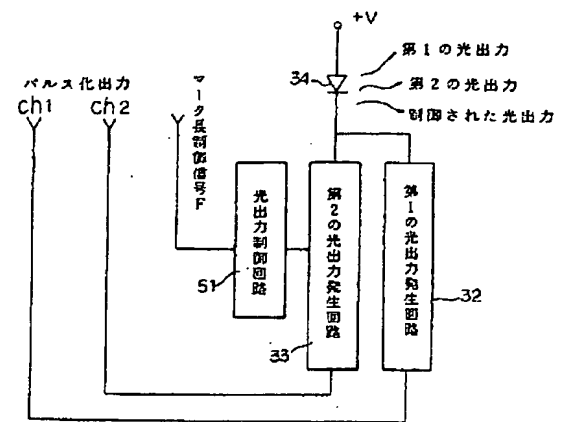 +V
第1の光出力
34
第2の光出力
制御された光出力
パルス化出力
Ch1
Ch2
マーク長制御信号F
光出力制御回路
51
第2の光出力発生回路
33
第1の光出力発生回路
32